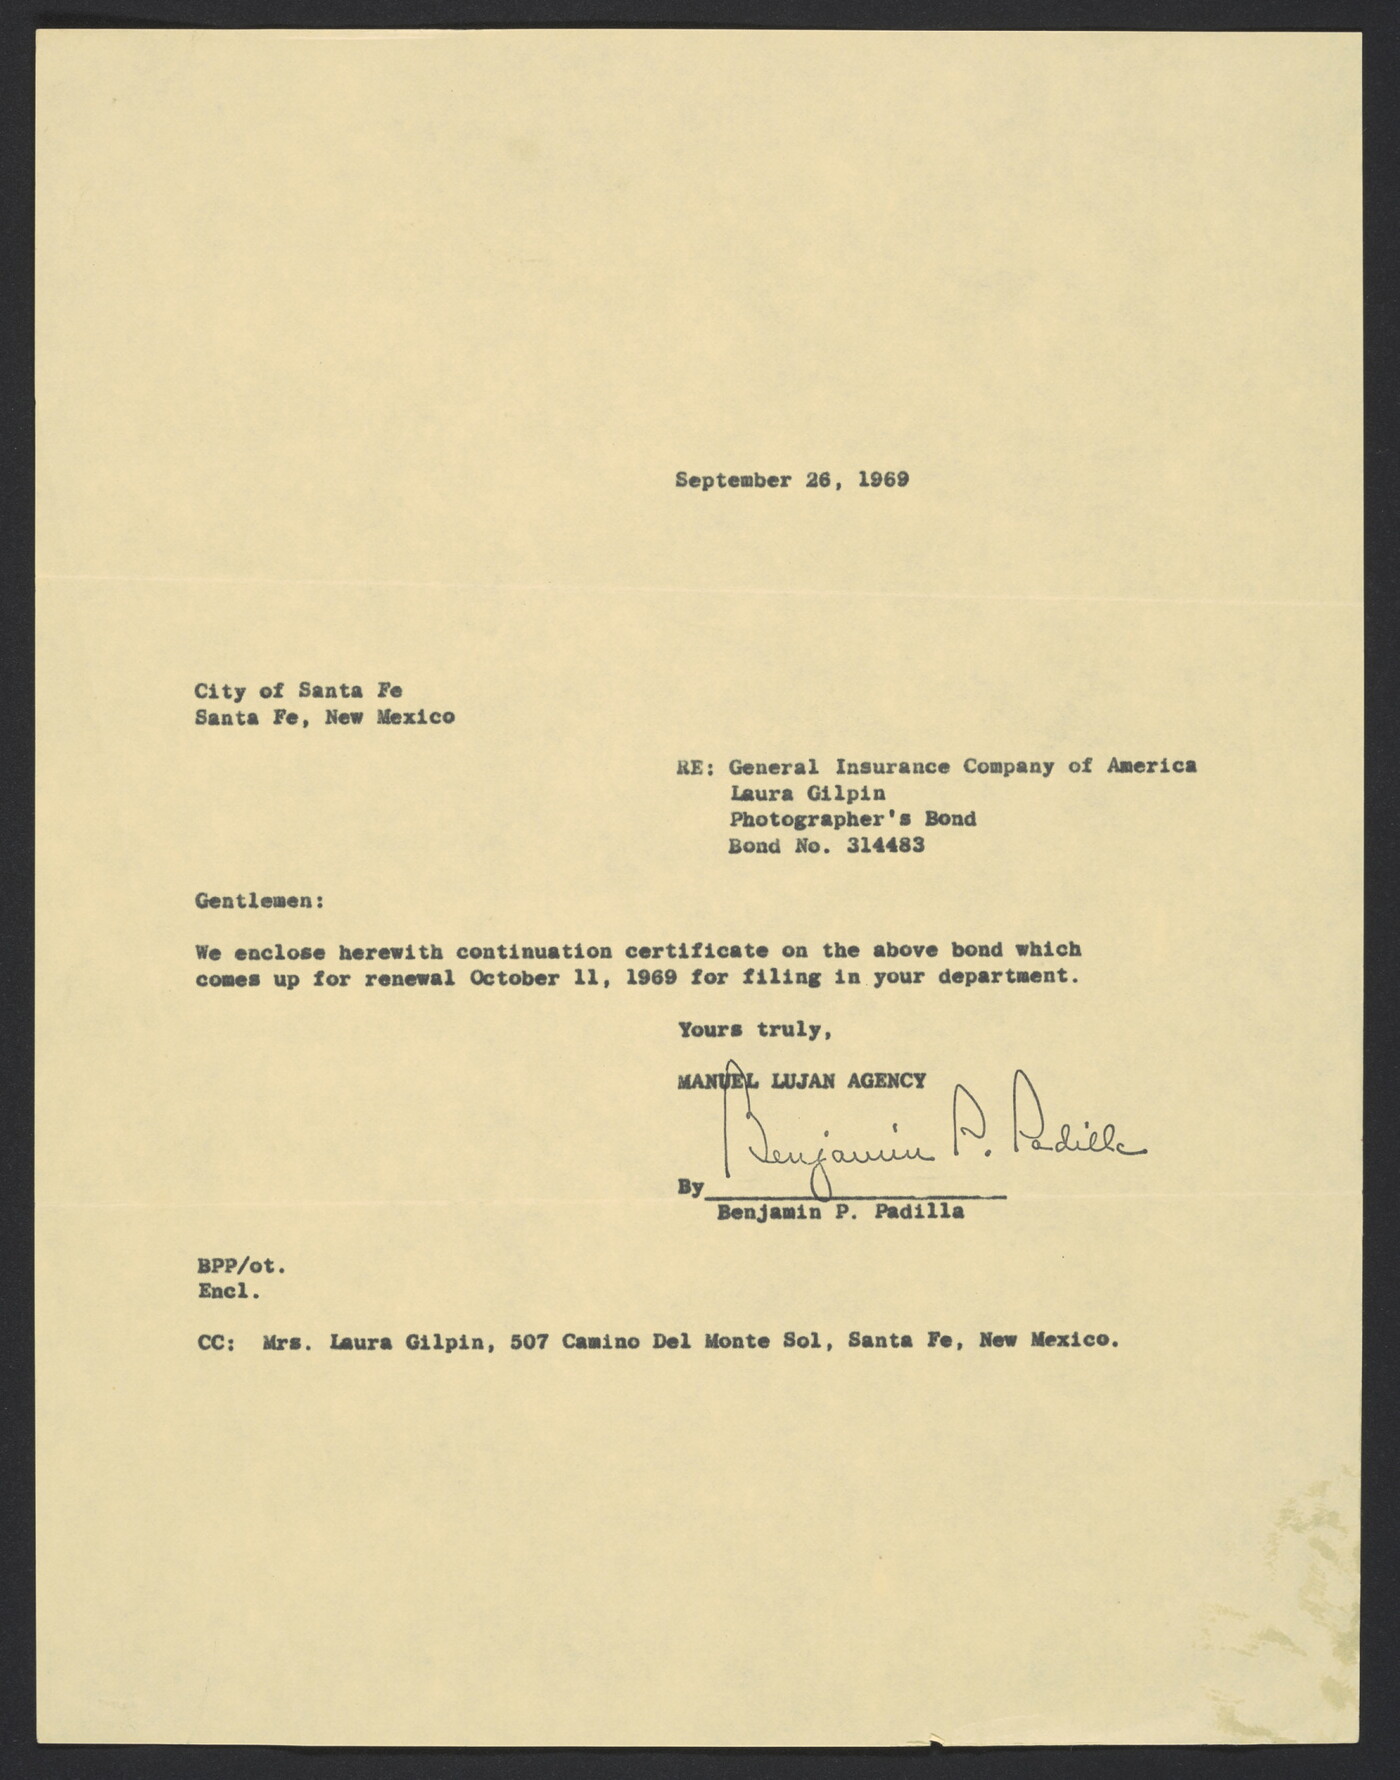 September 26, 1969
City of Santa Fe
Santa Fe, New Mexico
RE: General Insurance Company of America
Laura Gilpin
Photographer's Bond
Bond No. 314483
Gentlemen:
We enclose herewith continuation certificate on the above bond which
comes up for renewal October 11, 1969 for filing in your department.
Yours truly,
MANUEL LUJAN AGENCY
Benjamin P. Padilla
By
Benjamin P. Padilla
BPP/ot.
Encl.
CC: Mrs. Laura Gilpin, 507 Camino Del Monte Sol, Santa Fe, New Mexico.